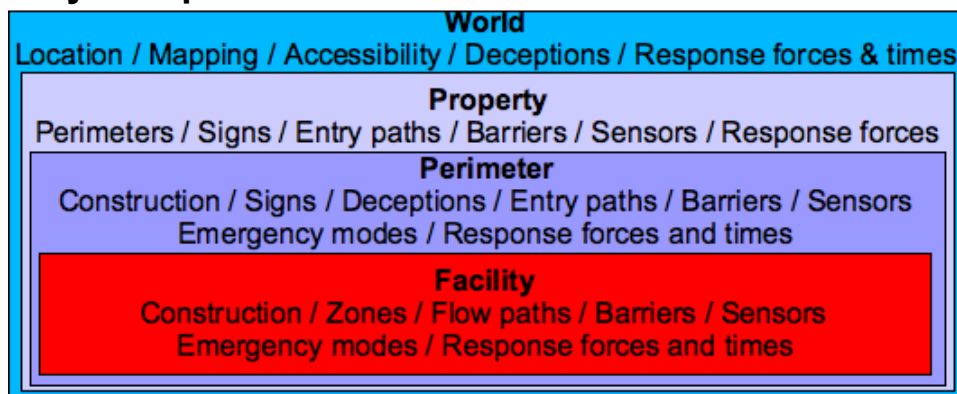 World
Location / Mapping / Accessibility / Deceptions / Response forces & times
Property
Perimeters / Signs / Entry paths / Barriers / Sensors / Response forces
Perimeter
Construction / Signs / Deceptions / Entry paths / Barriers / Sensors
Emergency modes / Response forces and times
Facility
Construction / Zones / Flow paths / Barriers / Sensors
Emergency modes / Response forces and times